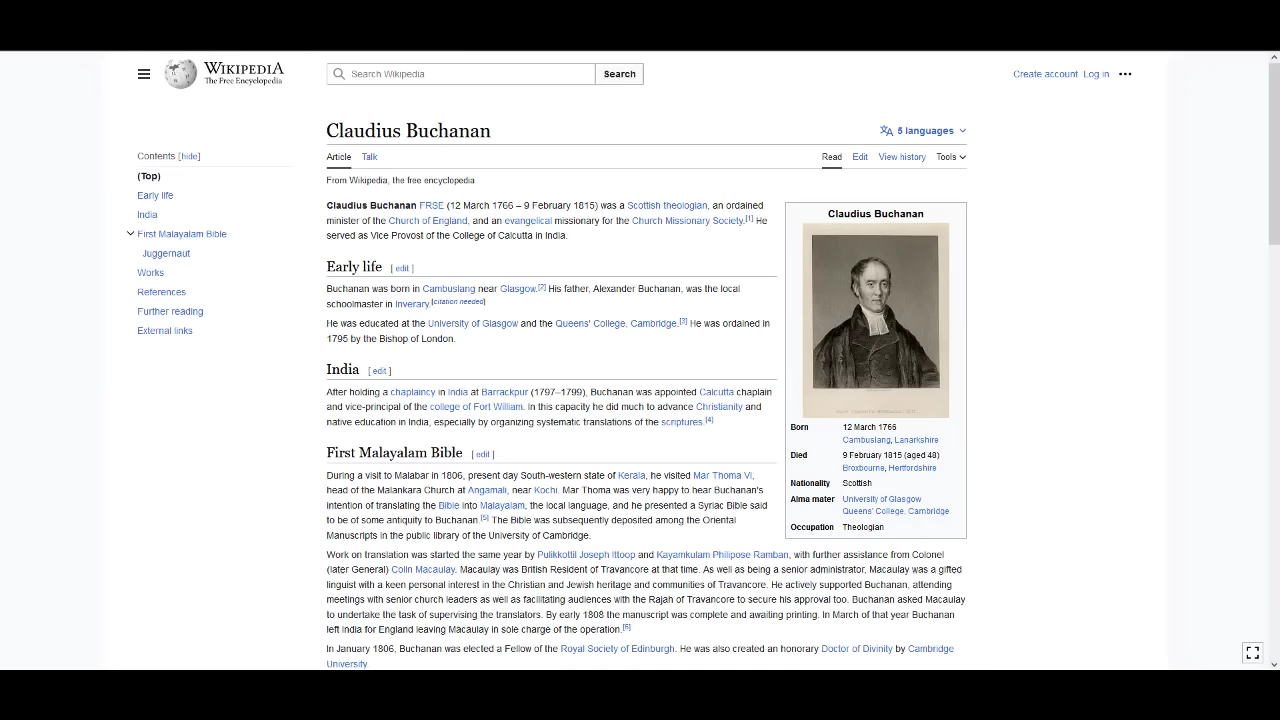 WIKIPEDIA
The Free Encyclopedia
Search Wikipedia
Search
Create account Log in
Claudius Buchanan
5 languages
Contents [hide]
(Top)
Early life
India
First Malayalam Bible
Juggernaut
Works
References
Further reading
External links
Article Talk
Read Edit View history Tools
From Wikipedia, the free encyclopedia
Claudius Buchanan FRSE (12 March 1766 – 9 February 1815) was a Scottish theologian, an ordained
minister of the Church of England, and an evangelical missionary for the Church Missionary Society.[1] He
served as Vice Provost of the College of Calcutta in India.
Early life [ edit ]
Buchanan was born in Cambuslang near Glasgow.[2] His father, Alexander Buchanan, was the local
schoolmaster in Inverary.[citation needed]
He was educated at the University of Glasgow and the Queens' College, Cambridge.[3] He was ordained in
1795 by the Bishop of London.
India [ edit ]
After holding a chaplaincy in India at Barrackpur (1797–1799), Buchanan was appointed Calcutta chaplain
and vice-principal of the college of Fort William. In this capacity he did much to advance Christianity and
native education in India, especially by organizing systematic translations of the scriptures.[4]
First Malayalam Bible [ edit ]
During a visit to Malabar in 1806, present day South-western state of Kerala, he visited Mar Thoma VI,
head of the Malankara Church at Angamali, near Kochi. Mar Thoma was very happy to hear Buchanan's
intention of translating the Bible into Malayalam, the local language, and he presented a Syriac Bible said
to be of some antiquity to Buchanan.[5] The Bible was subsequently deposited among the Oriental
Manuscripts in the public library of the University of Cambridge.
Claudius Buchanan
Born 12 March 1766
Cambuslang, Lanarkshire
Died 9 February 1815 (aged 48)
Broxbourne, Hertfordshire
Nationality Scottish
Alma mater University of Glasgow
Queens' College, Cambridge
Occupation Theologian
Work on translation was started the same year by Pulikkottil Joseph Ittoop and Kayamkulam Philipose Ramban, with further assistance from Colonel
(later General) Colin Macaulay. Macaulay was British Resident of Travancore at that time. As well as being a senior administrator, Macaulay was a gifted
linguist with a keen personal interest in the Christian and Jewish heritage and communities of Travancore. He actively supported Buchanan, attending
meetings with senior church leaders as well as facilitating audiences with the Rajah of Travancore to secure his approval too. Buchanan asked Macaulay
to undertake the task of supervising the translators. By early 1808 the manuscript was complete and awaiting printing. In March of that year Buchanan
left India for England leaving Macaulay in sole charge of the operation.[6]
In January 1806, Buchanan was elected a Fellow of the Royal Society of Edinburgh. He was also created an honorary Doctor of Divinity by Cambridge
University.